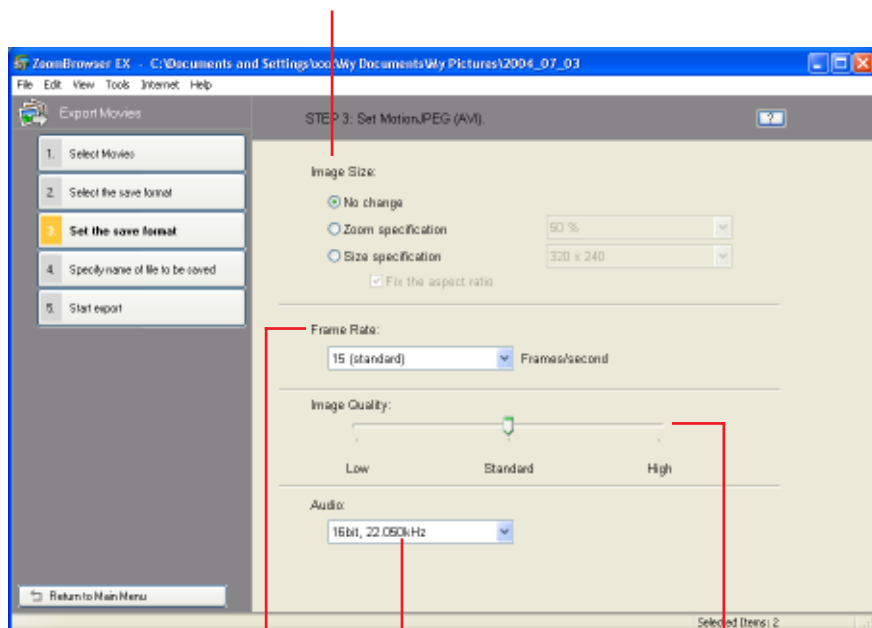 ZoomBrowser EX - C:\Documents and Settings\xxx\My Documents\My Pictures\2004_07_03
File Edit View Tools Internet Help
Export Movies
1. Select Movies
2. Select the save format
3. Set the save format
4. Specify name of file to be saved
5. Start export
Return to Main Menu
STEP 3: Set MotionJPEG (AVI).
?
Image Size:
No change
Zoom specification
50 %
Size specification
320 x 240
Fix the aspect ratio
Frame Rate:
15 (standard)
Frames/second
Image Quality:
Low Standard High
Audio:
16bit, 22.050kHz
Selected Items: 2